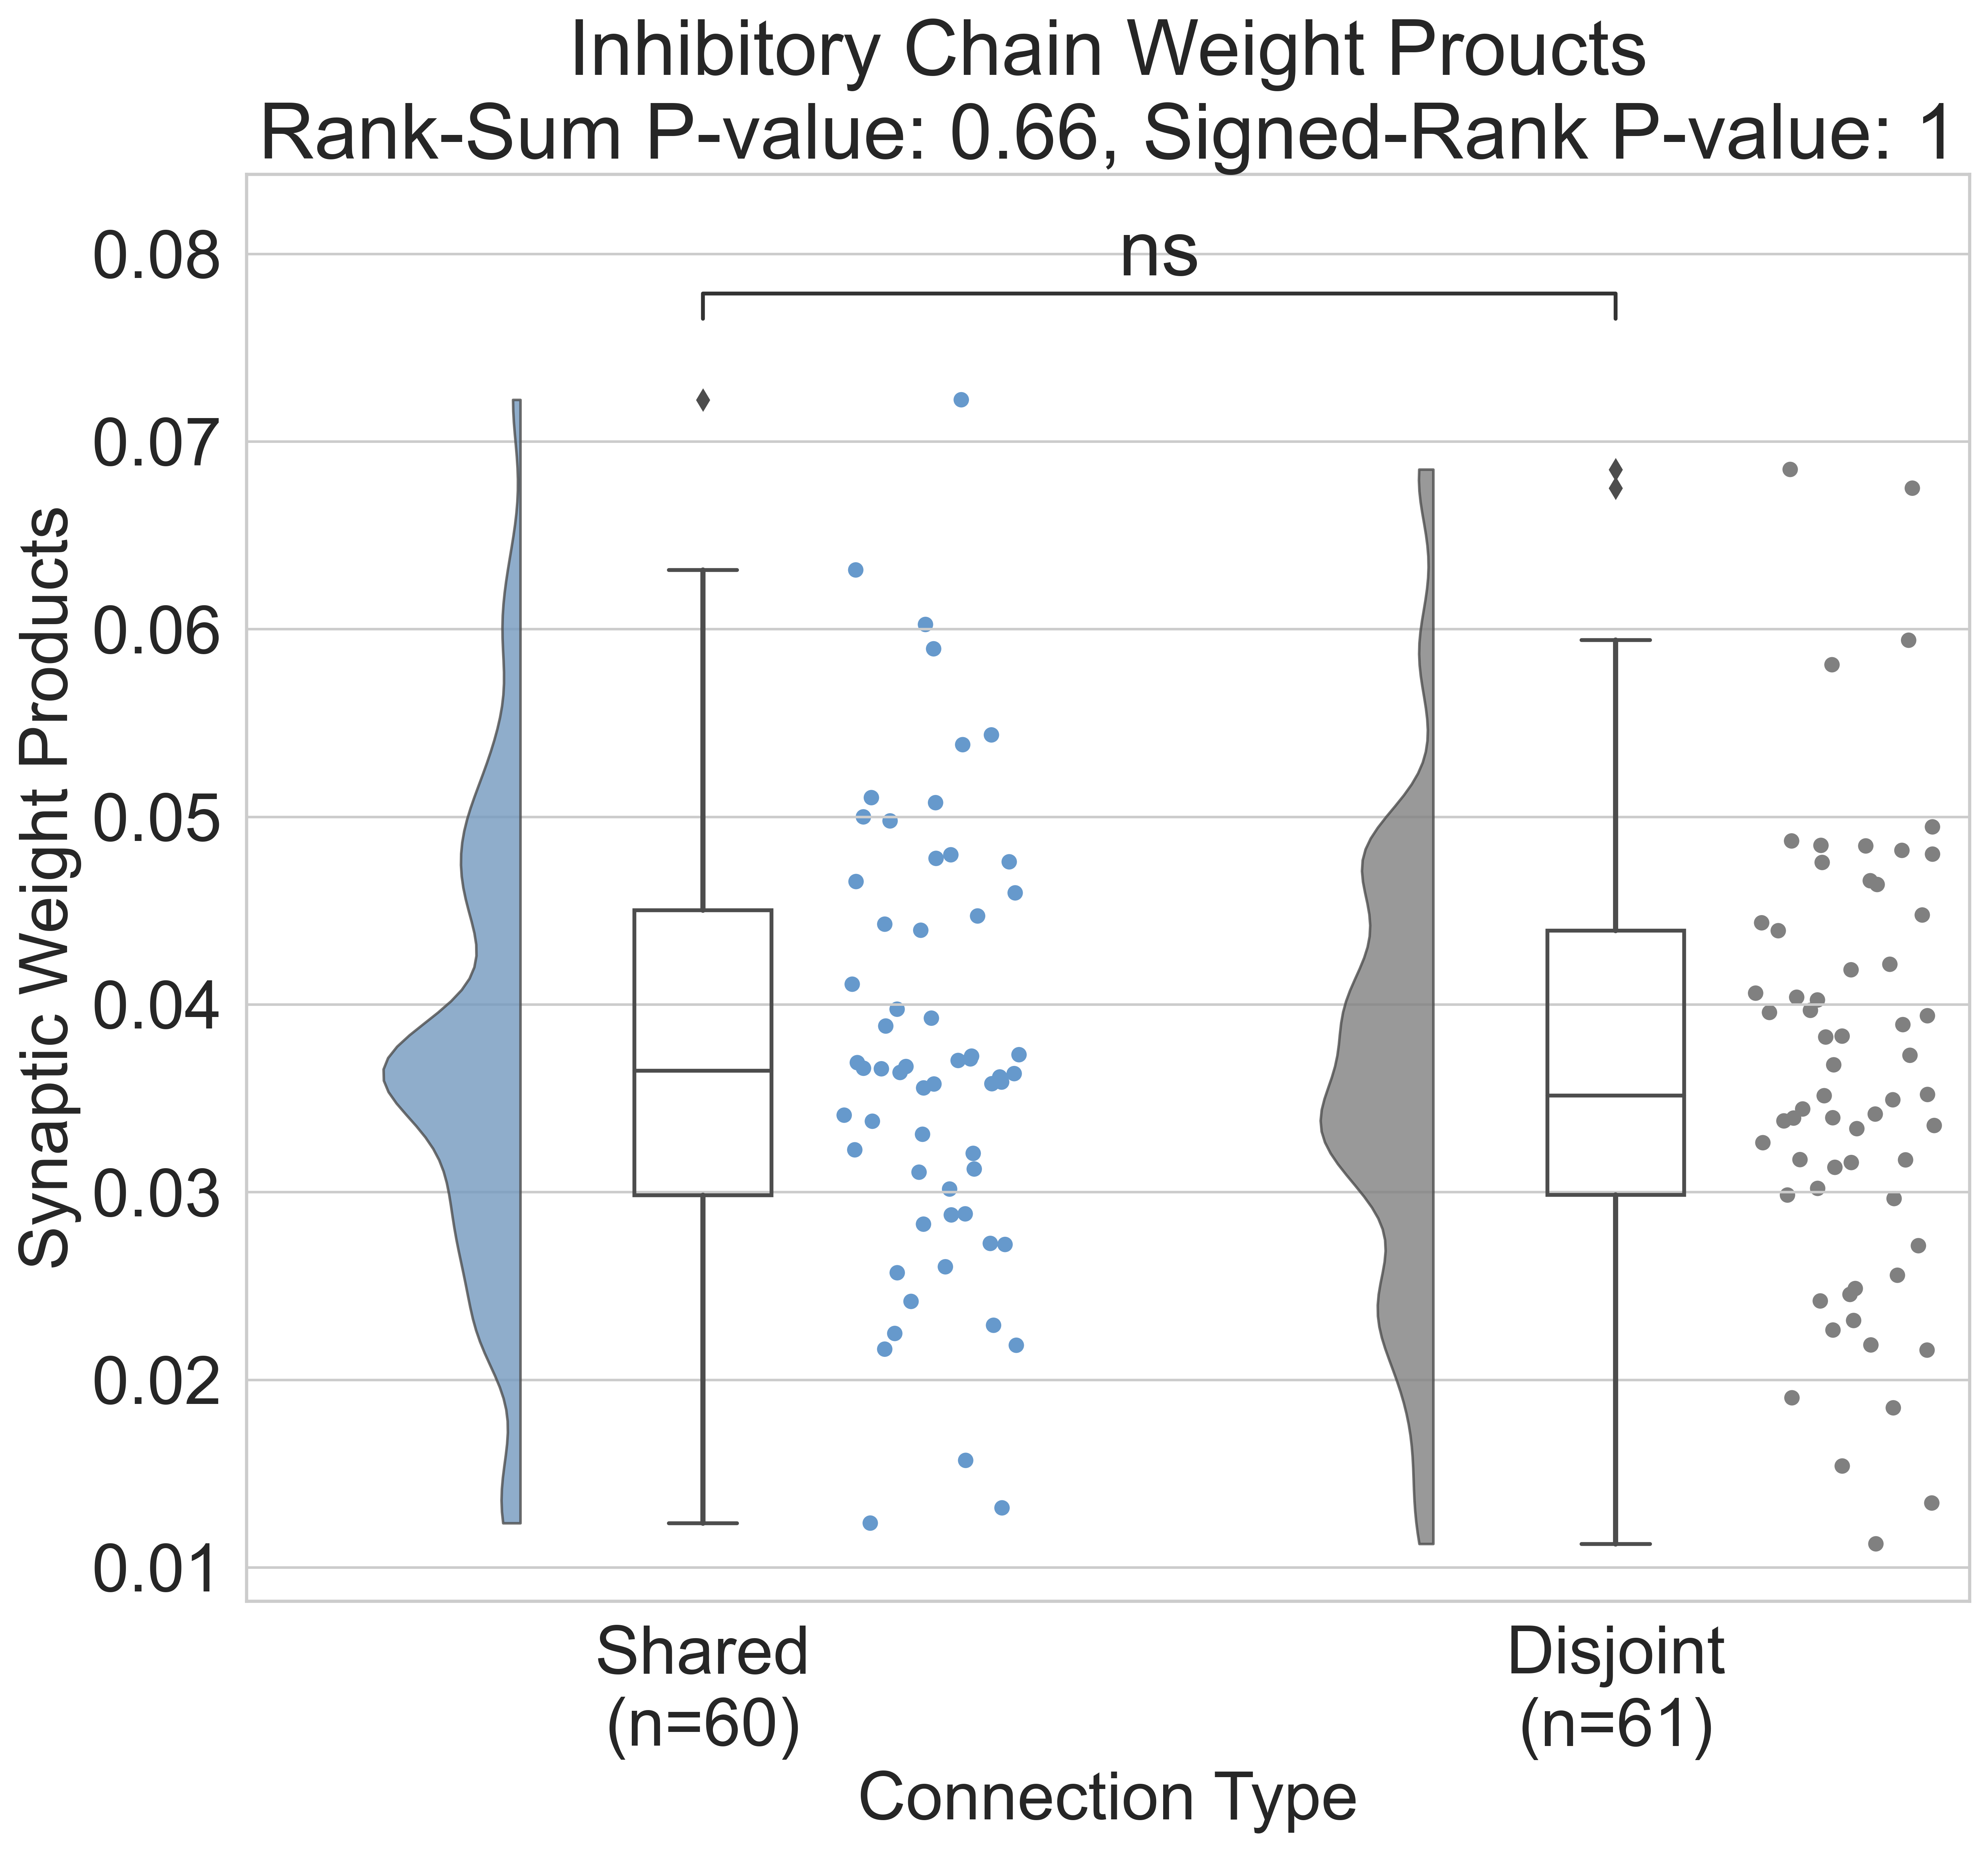 Inhibitory Chain Weight Proucts
Rank-Sum P-value: 0.66, Signed-Rank P-value: 1
ns
0.08
0.07
0.06
0.05
0.04
0.03
0.02
0.01
Synaptic Weight Products
Shared
(n=60)
Disjoint
(n=61)
Connection Type